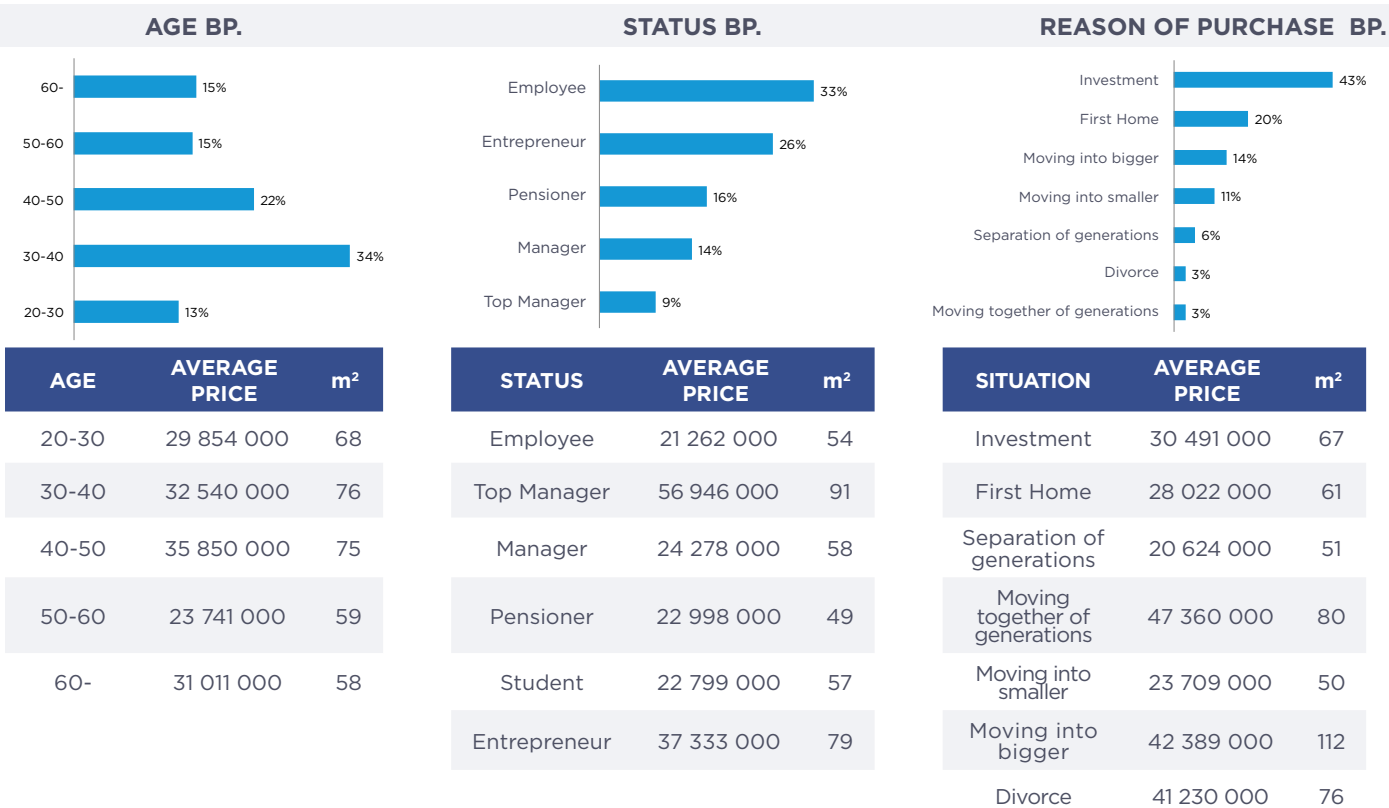 AGE BP.
60-
15%
50-60
15%
40-50
22%
30-40
34%
20-30
13%
AGE
AVERAGE
PRICE
m²
20-30 29 854 000 68
30-40 32 540 000 76
40-50 35 850 000 75
50-60 23 741 000 59
60- 31 011 000 58
STATUS BP.
Employee
33%
Entrepreneur
26%
Pensioner
16%
Manager
14%
Top Manager
9%
STATUS
AVERAGE
PRICE
m²
Employee 21 262 000 54
Top Manager 56 946 000 91
Manager 24 278 000 58
Pensioner 22 998 000 49
Student 22 799 000 57
Entrepreneur 37 333 000 79
REASON OF PURCHASE BP.
Investment
43%
First Home
20%
Moving into bigger
14%
Moving into smaller
11%
Separation of generations
6%
Divorce
3%
Moving together of generations
3%
SITUATION
AVERAGE
PRICE
m²
Investment 30 491 000 67
First Home 28 022 000 61
Separation of
generations
20 624 000 51
Moving
together of
generations
47 360 000 80
Moving into
smaller
23 709 000 50
Moving into
bigger
42 389 000 112
Divorce 41 230 000 76